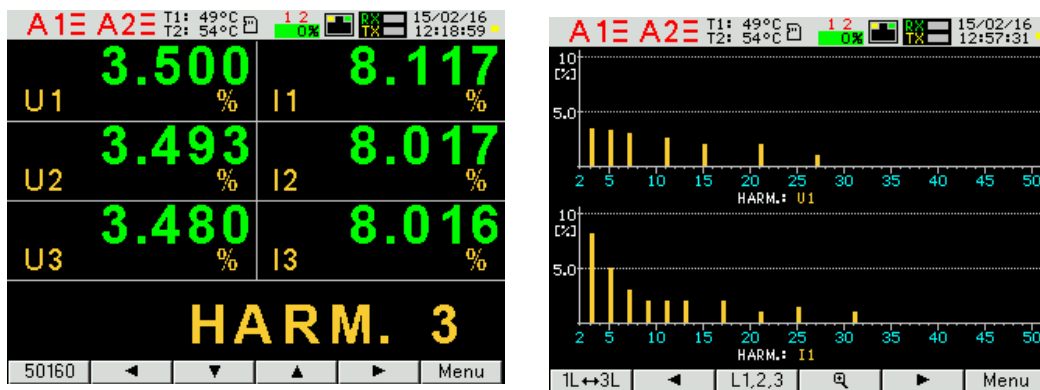 A1Ξ A2Ξ T1: 49°C 1 2 RX 15/02/16
T2: 54°C 0% TX 12:18:59
3.500 8.117
U1 % I1 %
3.493 8.017
U2 % I2 %
3.480 8.016
U3 % I3 %
HARM. 3
50160 ◄ ▼ ▲ ► Menu
A1Ξ A2Ξ T1: 49°C 1 2 RX 15/02/16
T2: 54°C 0% TX 12:57:31
10
[%]
5.0
2 5 10 15 20 25 30 35 40 45 50
HARM.: U1
10
[%]
5.0
2 5 10 15 20 25 30 35 40 45 50
HARM.: I1
1L↔3L ◄ L1,2,3 ► Menu